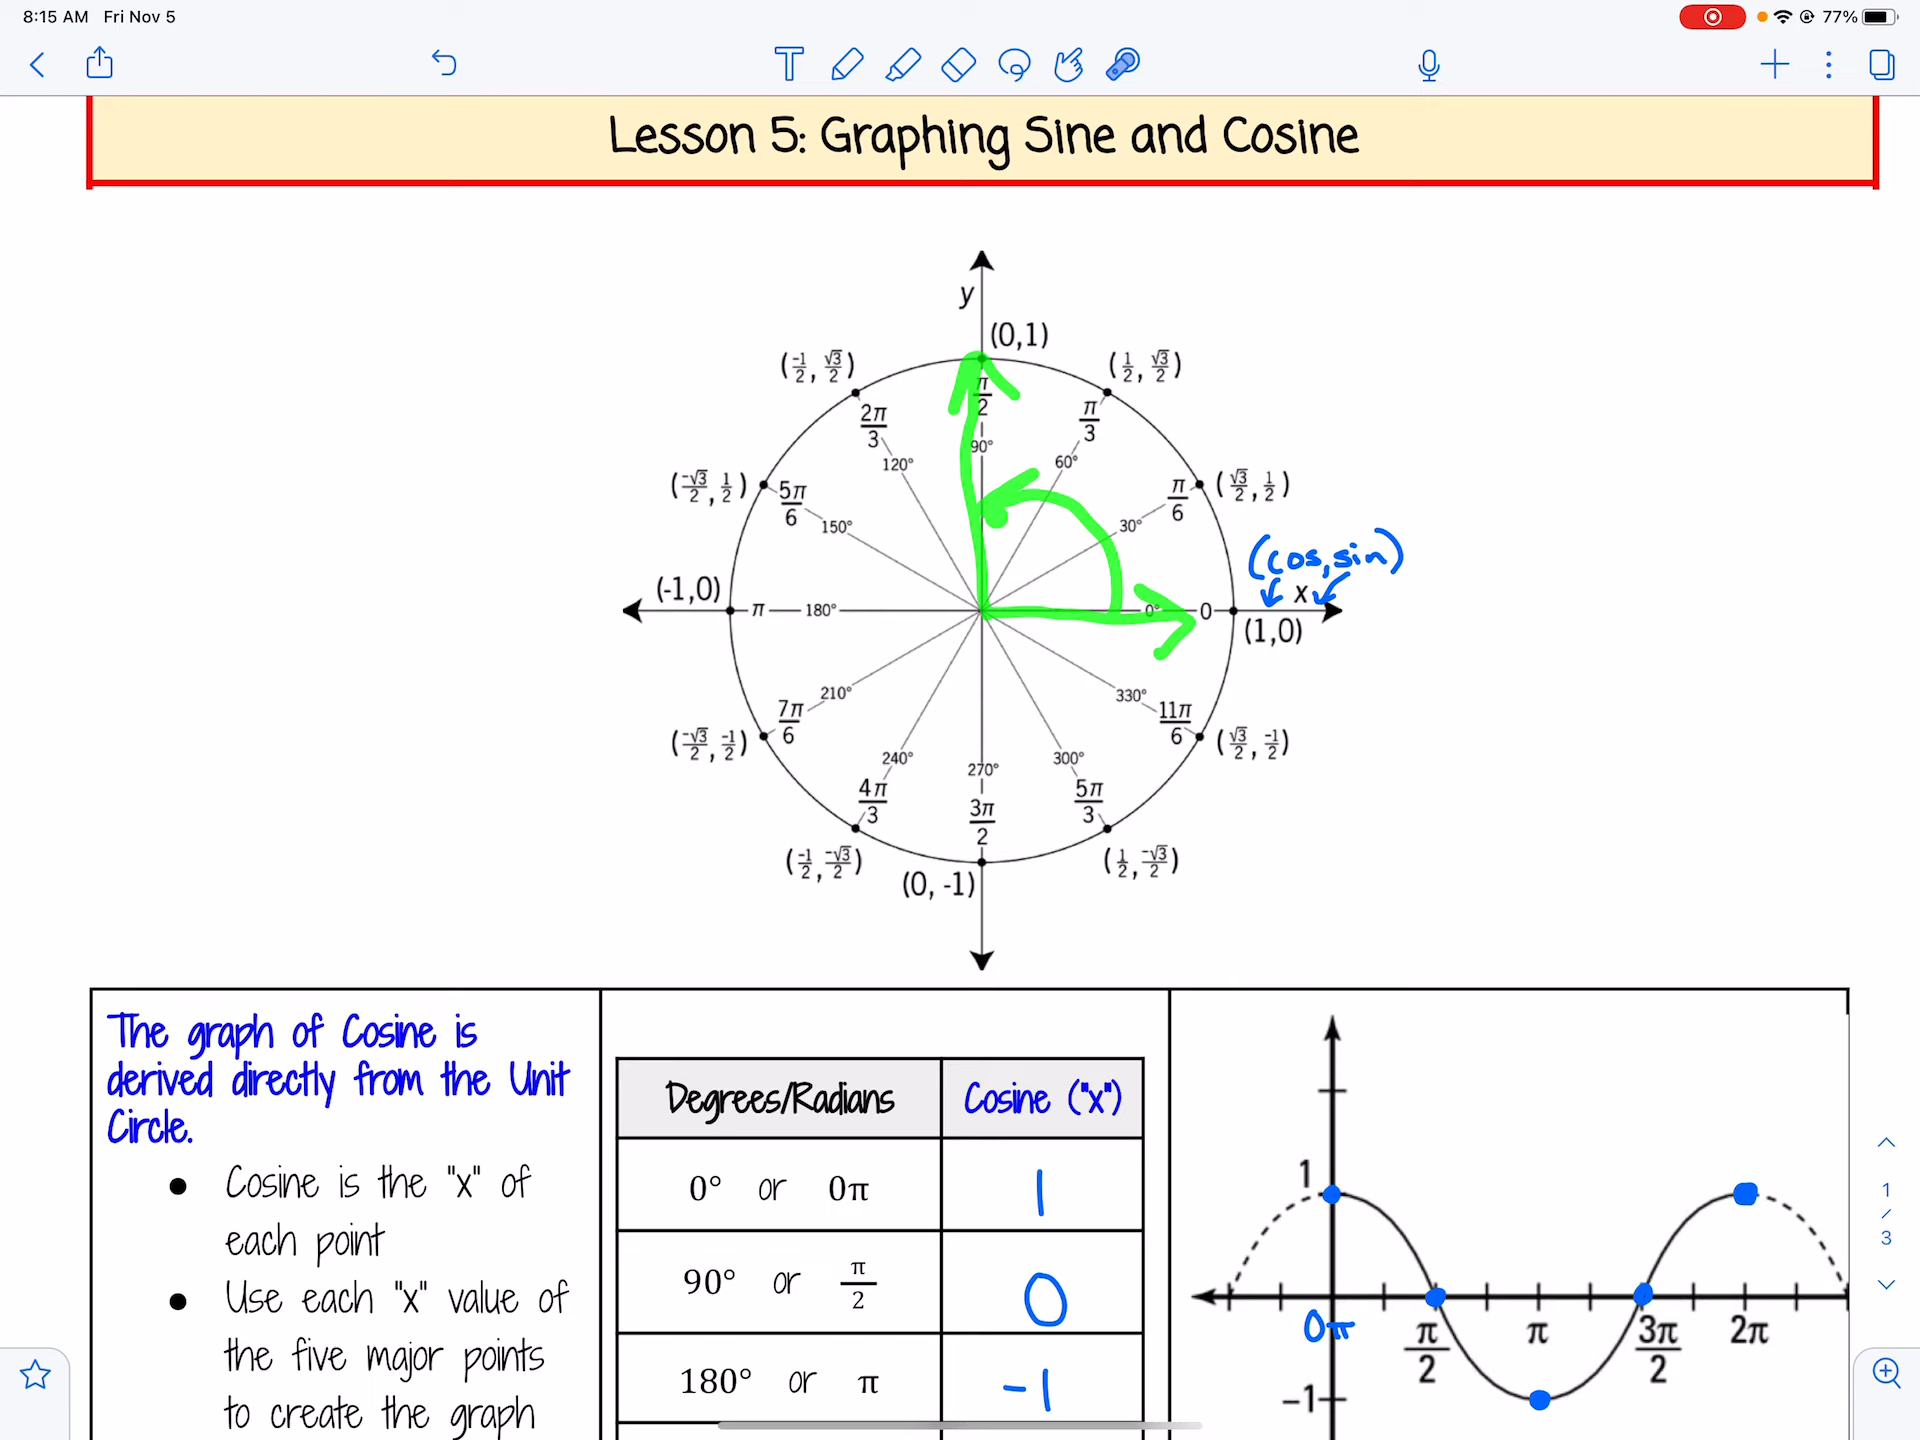 8:15 AM Fri Nov 5
77%
Lesson 5: Graphing Sine and Cosine
y
(0,1)
(-1/2, √3/2)
(1/2, √3/2)
π/2
2π/3
π/3
90°
120°
60°
(-√3/2, 1/2)
5π/6
π/6
(√3/2, 1/2)
150°
30°
(cos, sin)
(-1,0)
π
180°
0°
0
x
(1,0)
210°
330°
7π/6
11π/6
(-√3/2, -1/2)
(√3/2, -1/2)
240°
270°
300°
4π/3
3π/2
5π/3
(-1/2, -√3/2)
(0, -1)
(1/2, -√3/2)
The graph of Cosine is
derived directly from the Unit
Circle.
● Cosine is the "x" of
each point
● Use each "x" value of
the five major points
to create the graph
Degrees/Radians Cosine ("x")
0° or 0π 1
90° or π/2 0
180° or π -1
1
0π π/2 π 3π/2 2π
-1
1
/
3